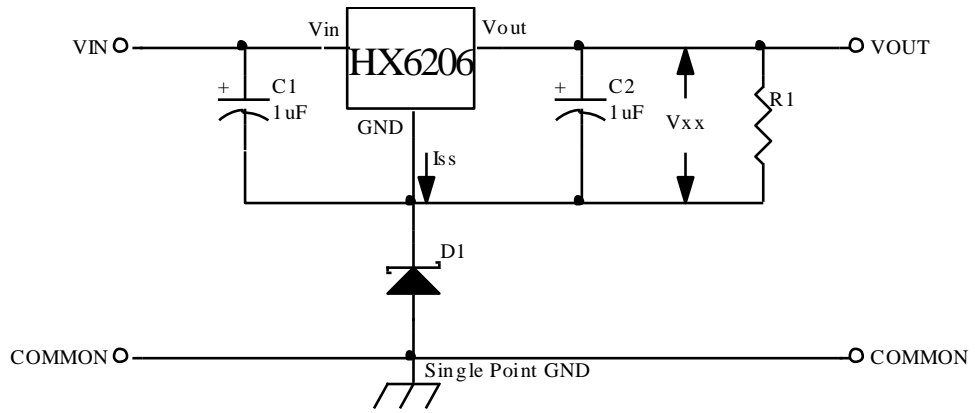 Vin
Vout
VIN
VOUT
HX6206
+
C1
1uF
+
C2
1uF
R1
Vxx
GND
Iss
D1
COMMON
COMMON
Single Point GND